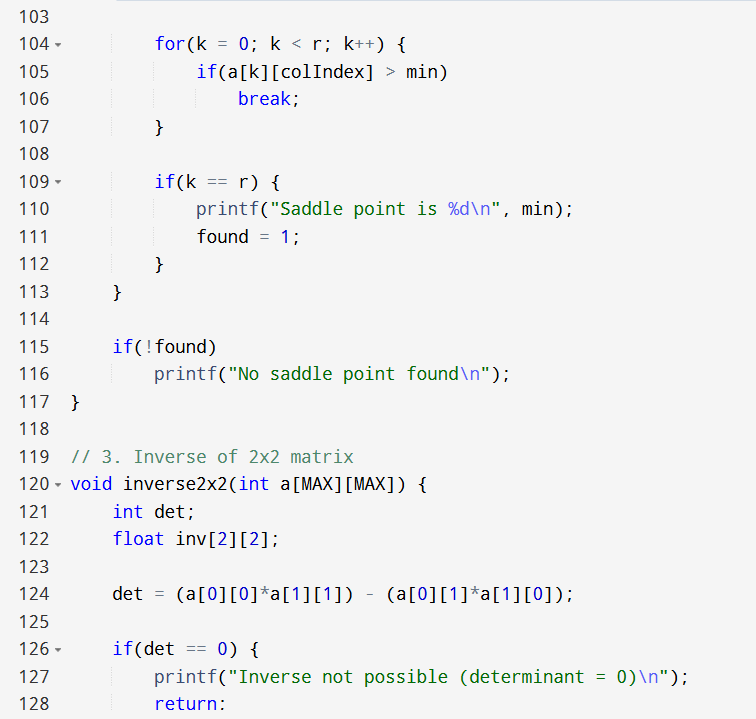 103
104 for(k = 0; k < r; k++) {
105 if(a[k][colIndex] > min)
106 break;
107 }
108
109 if(k == r) {
110 printf("Saddle point is %d\n", min);
111 found = 1;
112 }
113 }
114
115 if(!found)
116 printf("No saddle point found\n");
117 }
118
119 // 3. Inverse of 2x2 matrix
120 void inverse2x2(int a[MAX][MAX]) {
121 int det;
122 float inv[2][2];
123
124 det = (a[0][0]*a[1][1]) - (a[0][1]*a[1][0]);
125
126 if(det == 0) {
127 printf("Inverse not possible (determinant = 0)\n");
128 return;